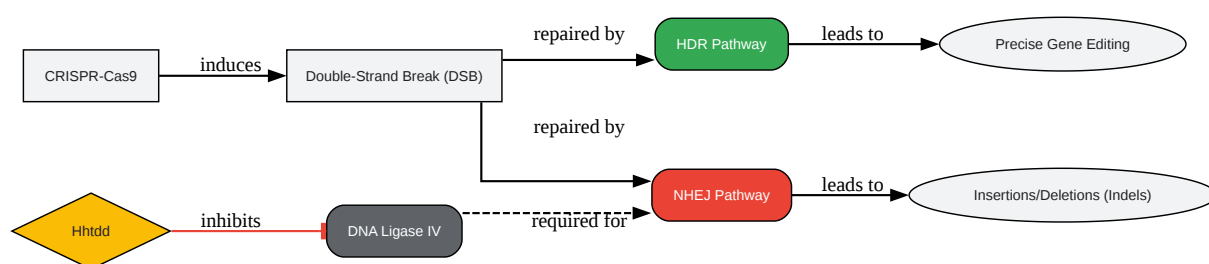 CRISPR-Cas9
induces
Double-Strand Break (DSB)
repaired by
HDR Pathway
leads to
Precise Gene Editing
repaired by
NHEJ Pathway
leads to
Insertions/Deletions (Indels)
Hhtdd
inhibits
DNA Ligase IV
required for